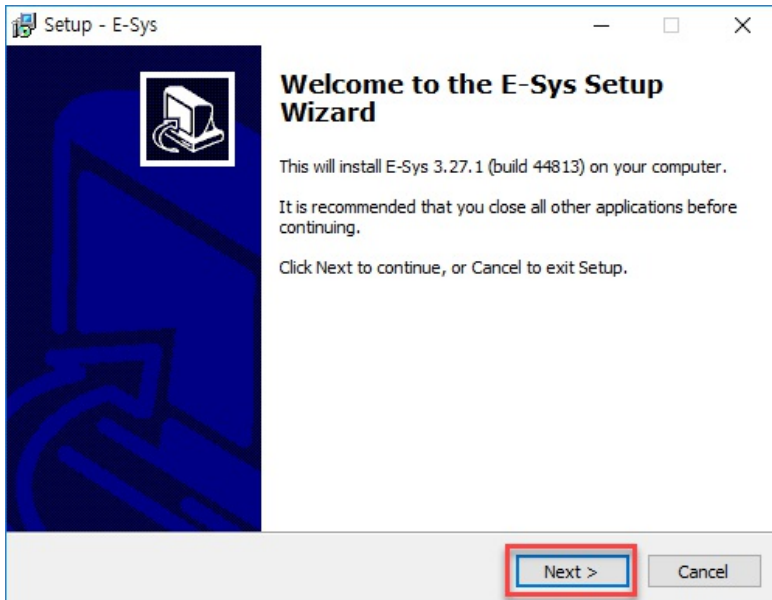 Setup - E-Sys
Welcome to the E-Sys Setup
Wizard
This will install E-Sys 3.27.1 (build 44813) on your computer.
It is recommended that you close all other applications before
continuing.
Click Next to continue, or Cancel to exit Setup.
Next >
Cancel